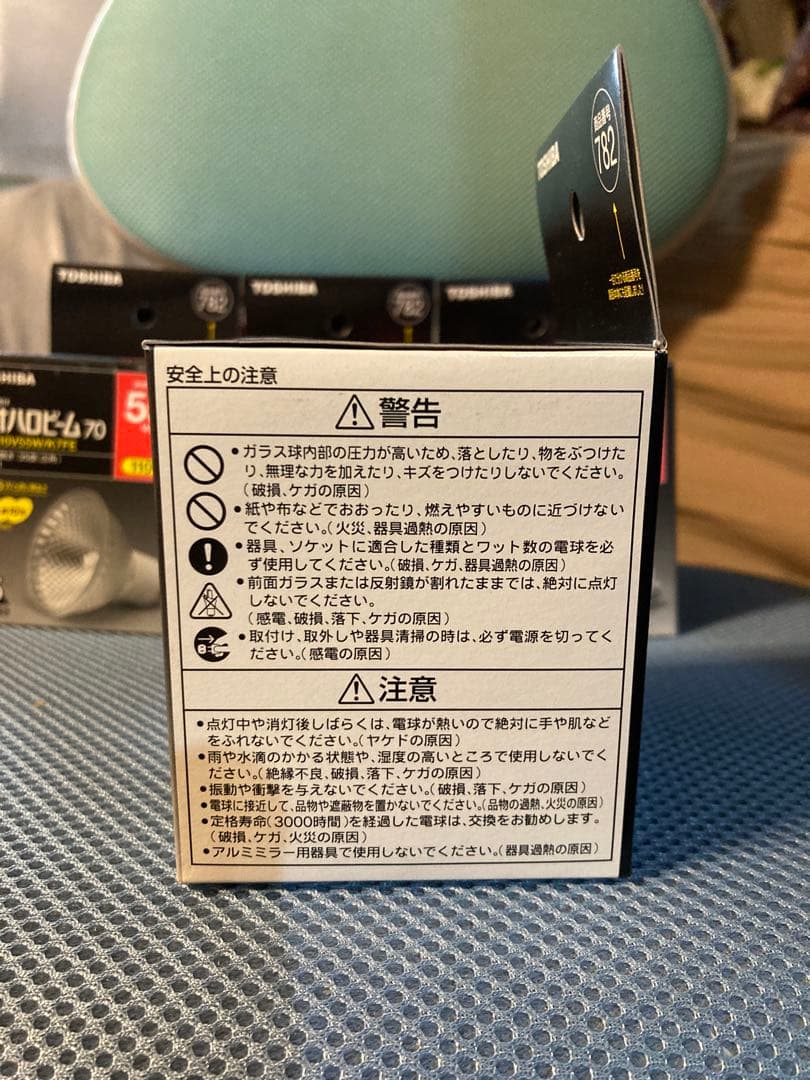 TOSHIBA
商品番号
782
TOSHIBA
782
TOSHIBA
782
TOSHIBA
オハロビーム 70
5
110
安全上の注意
警告
•ガラス球内部の圧力が高いため、落としたり、物をぶつけた
り、無理な力を加えたり、キズをつけたりしないでください。
(破損、ケガの原因)
•紙や布などでおおったり、燃えやすいものに近づけない
でください。(火災、器具過熱の原因)
•器具、ソケットに適合した種類とワット数の電球を必
ず使用してください。(破損、ケガ、器具過熱の原因)
•前面ガラスまたは反射鏡が割れたままでは、絶対に点灯
しないでください。
(感電、破損、落下、ケガの原因)
•取付け、取外しや器具清掃の時は、必ず電源を切ってく
ださい。(感電の原因)
注意
•点灯中や消灯後しばらくは、電球が熱いので絶対に手や肌など
をふれないでください。(ヤケドの原因)
•雨や水滴のかかる状態や、湿度の高いところで使用しないでく
ださい。(絶縁不良、破損、落下、ケガの原因)
•振動や衝撃を与えないでください。(破損、落下、ケガの原因)
•電球に接近して、品物や遮蔽物を置かないでください。(品物の過熱、火災の原因)
•定格寿命(3000時間)を経過した電球は、交換をお勧めします。
(破損、ケガ、火災の原因)
•アルミミラー用器具で使用しないでください。(器具過熱の原因)